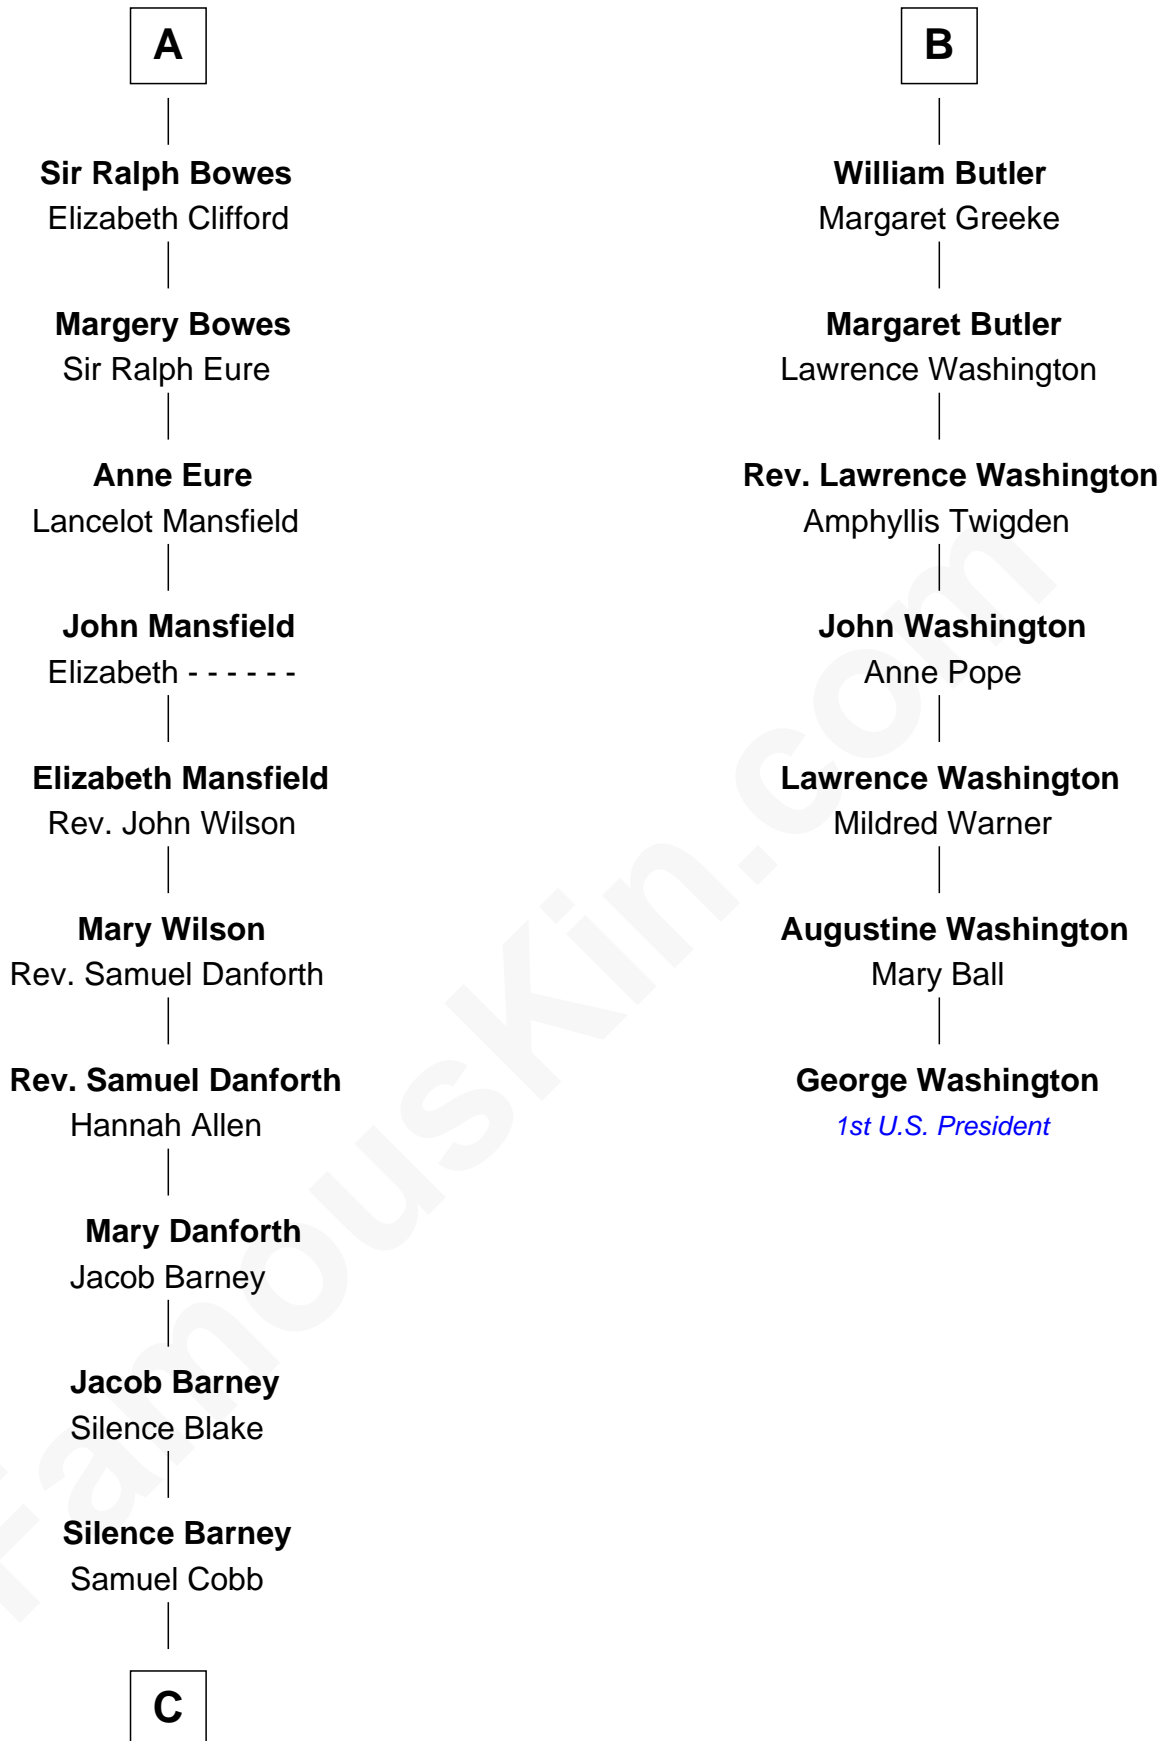 A
Sir Ralph Bowes
Elizabeth Clifford
Margery Bowes
Sir Ralph Eure
Anne Eure
Lancelot Mansfield
John Mansfield
Elizabeth - - - - - -
Elizabeth Mansfield
Rev. John Wilson
Mary Wilson
Rev. Samuel Danforth
Rev. Samuel Danforth
Hannah Allen
Mary Danforth
Jacob Barney
Jacob Barney
Silence Blake
Silence Barney
Samuel Cobb
C
B
William Butler
Margaret Greeke
Margaret Butler
Lawrence Washington
Rev. Lawrence Washington
Amphyllis Twigden
John Washington
Anne Pope
Lawrence Washington
Mildred Warner
Augustine Washington
Mary Ball
George Washington
1st U.S. President
FamousKin.com